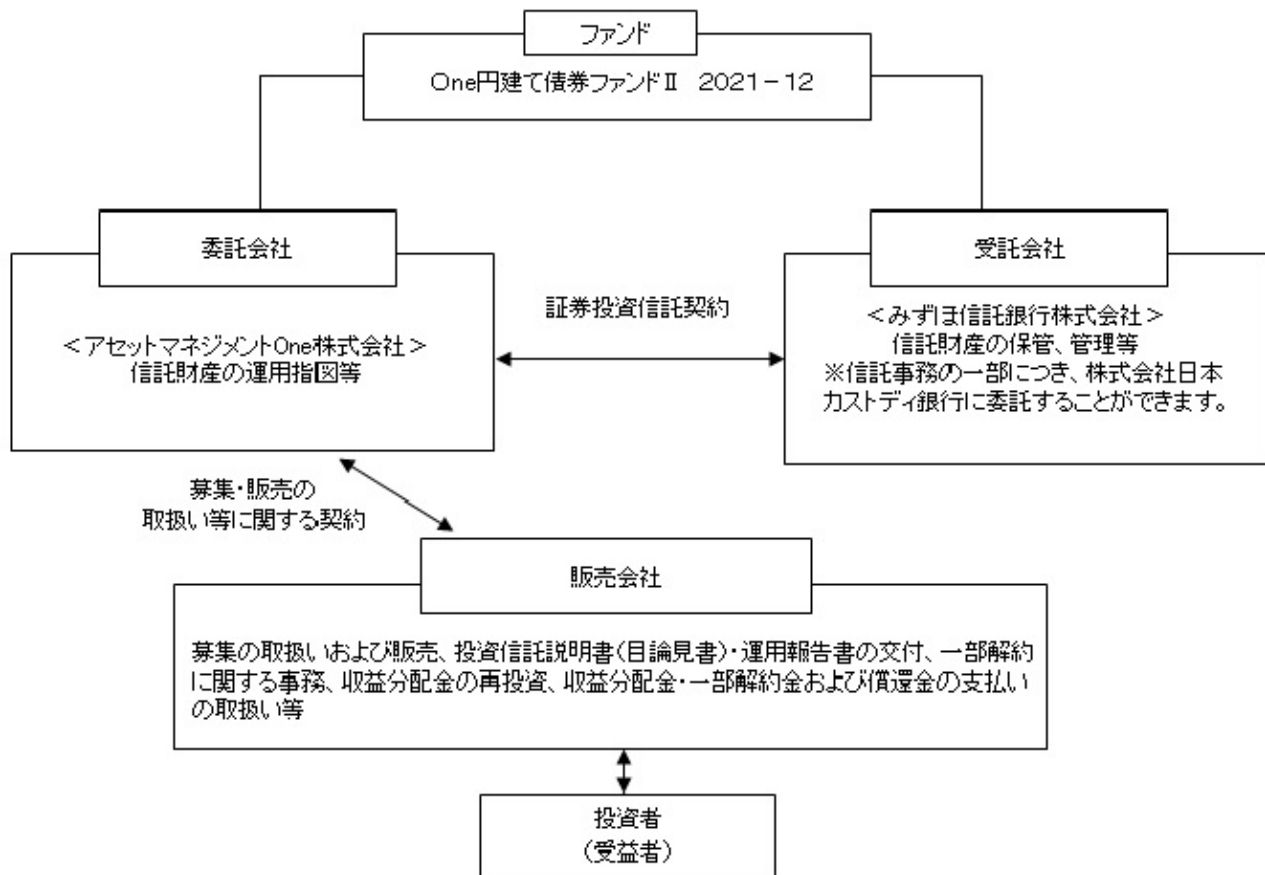 ファンド
One円建て債券ファンドⅡ 2021-12
委託会社
<アセットマネジメントOne株式会社>
信託財産の運用指図等
証券投資信託契約
受託会社
<みずほ信託銀行株式会社>
信託財産の保管、管理等
※信託事務の一部につき、株式会社日本
カストディ銀行に委託することができます。
募集・販売の
取扱い等に関する契約
販売会社
募集の取扱いおよび販売、投資信託説明書(目論見書)・運用報告書の交付、一部解約
に関する事務、収益分配金の再投資、収益分配金・一部解約金および償還金の支払い
の取扱い等
投資者
(受益者)